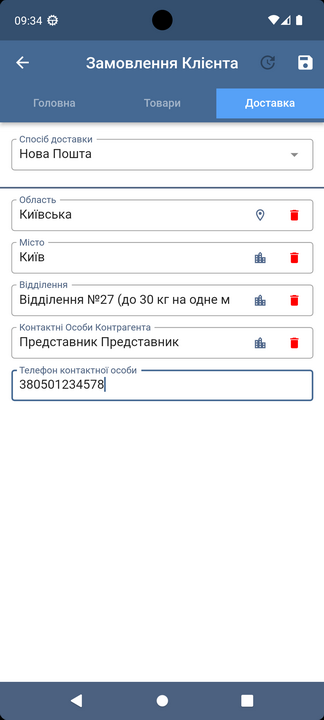 09:34
Замовлення Клієнта
Головна
Товари
Доставка
Спосіб доставки
Нова Пошта
Область
Київська
Місто
Київ
Відділення
Відділення №27 (до 30 кг на одне м
Контактні Особи Контрагента
Представник Представник
Телефон контактної особи
380501234578